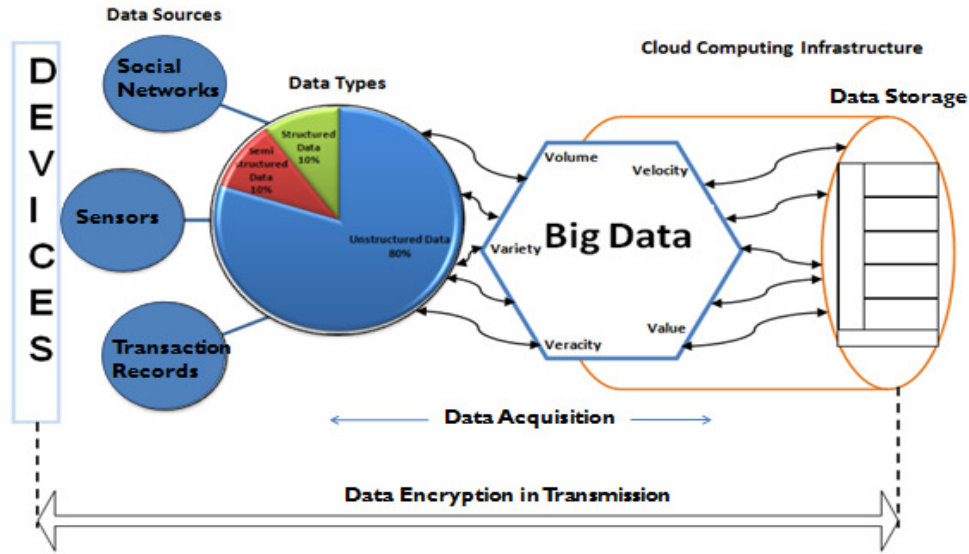 Data Sources
DEVICES
Social
Networks
Sensors
Transaction
Records
Data Types
Structured
Data
10%
Semi
structured
Data
10%
Unstructured Data
80%
Volume
Velocity
Variety
Big Data
Veracity
Value
Cloud Computing Infrastructure
Data Storage
Data Acquisition
Data Encryption in Transmission